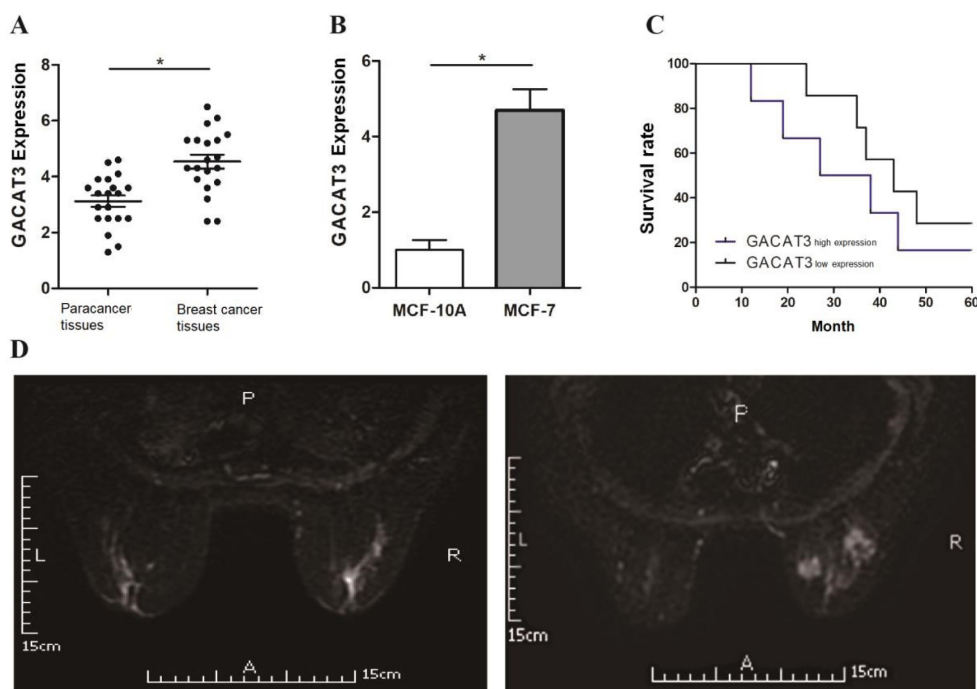 A
GACAT3 Expression
8
6
4
2
0
*
Paracancer
tissues
Breast cancer
tissues
B
GACAT3 Expression
6
4
2
0
*
MCF-10A
MCF-7
C
Survival rate
100
80
60
40
20
0
GACAT3 high expression
GACAT3 low expression
0 10 20 30 40 50 60
Month
D
P
L
R
15cm
A
15cm
P
L
R
15cm
A
15cm